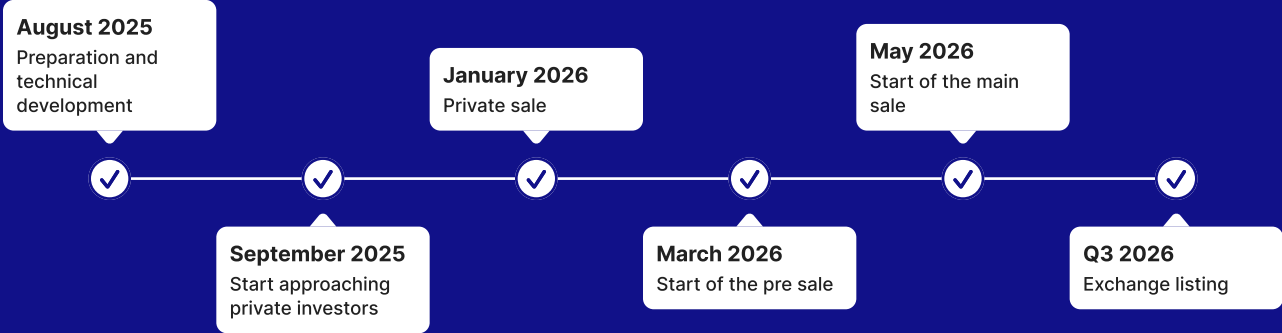 August 2025
Preparation and
technical
development
September 2025
Start approaching
private investors
January 2026
Private sale
March 2026
Start of the pre sale
May 2026
Start of the main
sale
Q3 2026
Exchange listing